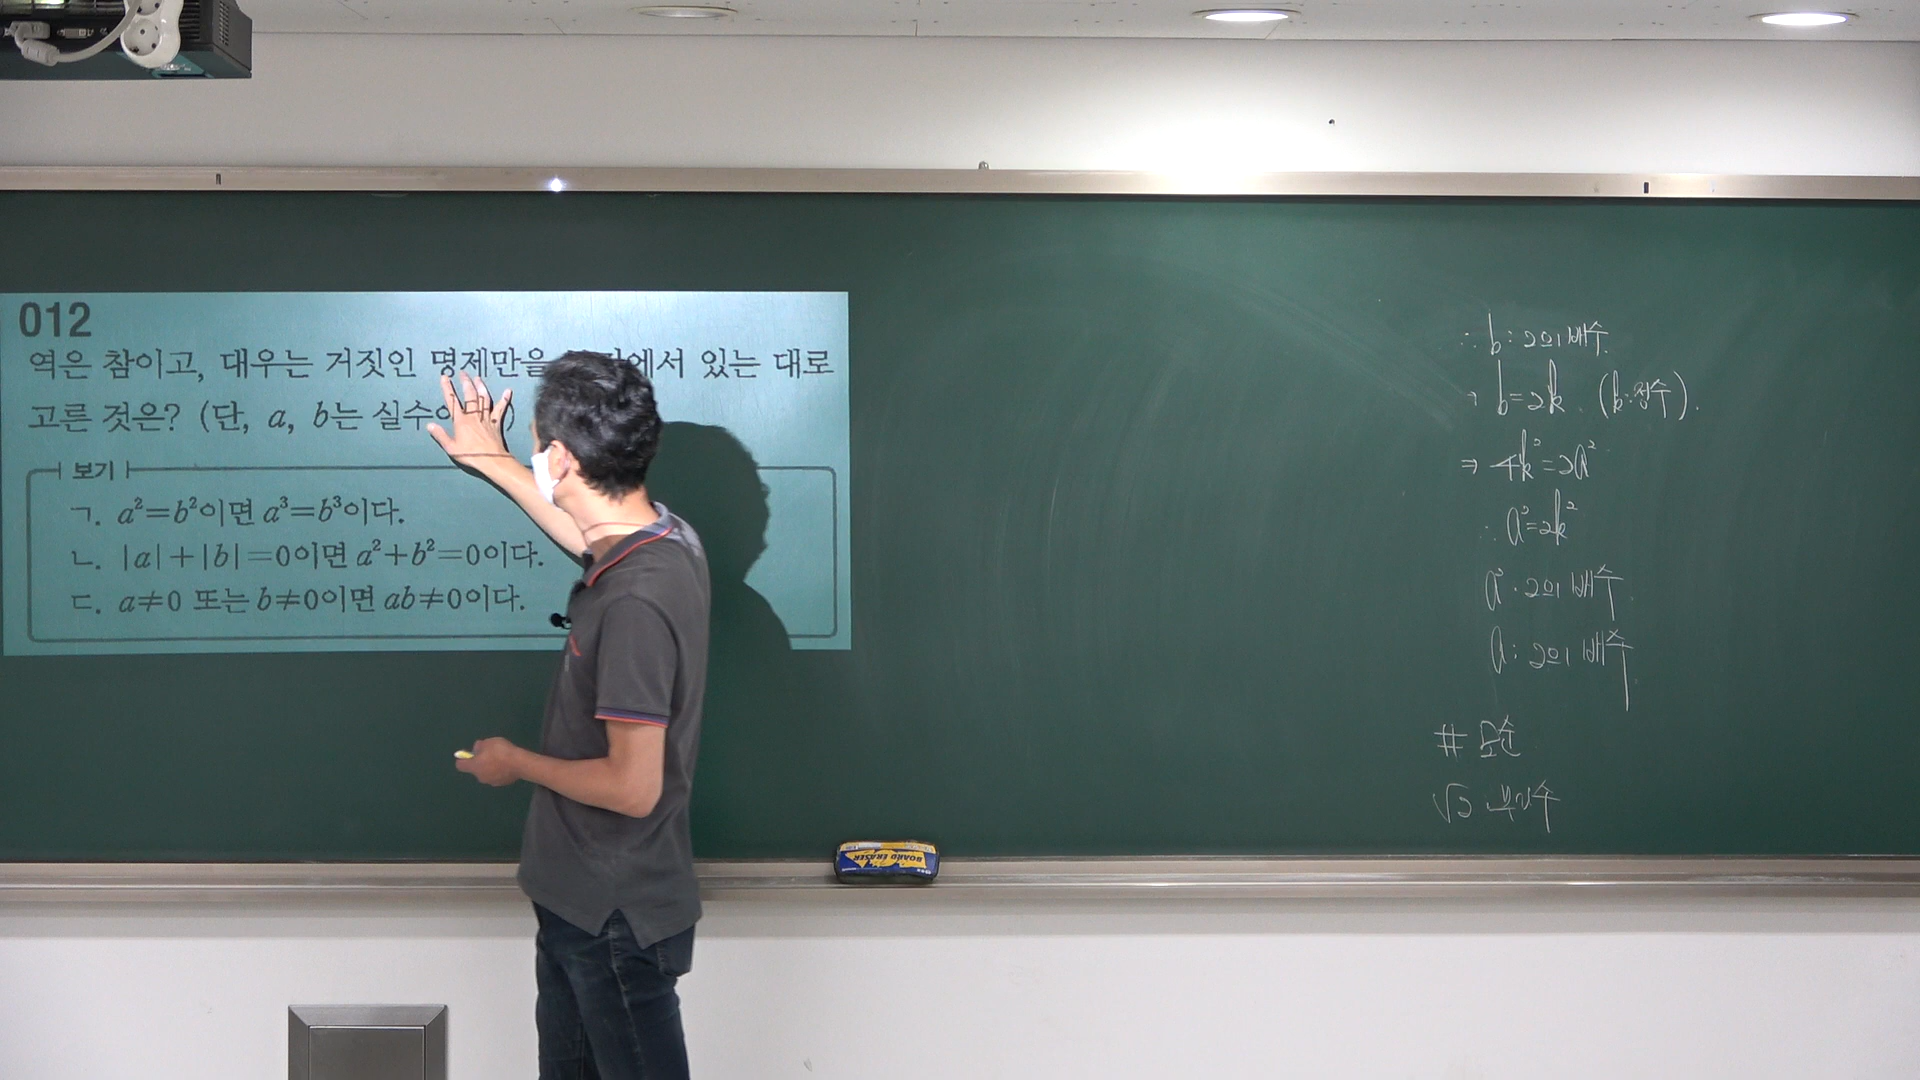 012
역은 참이고, 대우는 거짓인 명제만을 에서 있는 대로
고른 것은? (단, a, b는 실수이다.)
보기
ㄱ. a²=b²이면 a³=b³이다.
ㄴ. |a|+|b|=0이면 a²+b²=0이다.
ㄷ. a≠0 또는 b≠0이면 ab≠0이다.
∴ b : 2의 배수.
→ b=2k. (k:정수).
⇒ 4k²=2a²
∴ a²=2k²
a² : 2의 배수
a : 2의 배수
# 모순
√2 : 무리수
BOARD ERASER